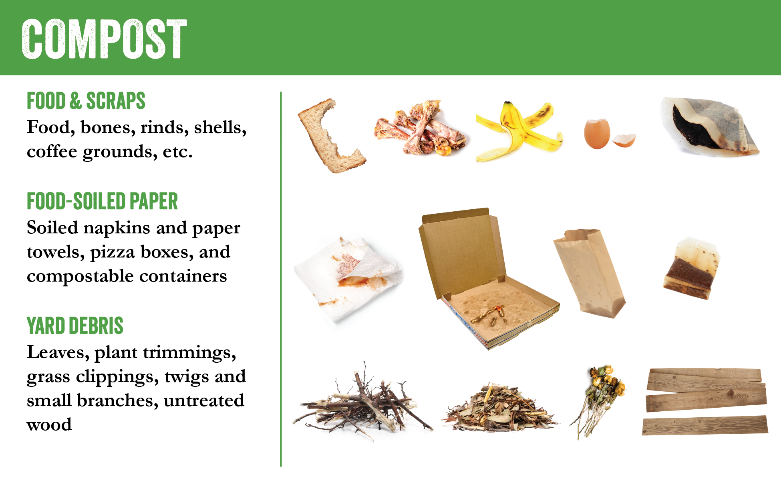 COMPOST
FOOD & SCRAPS
Food, bones, rinds, shells,
coffee grounds, etc.
FOOD-SOILED PAPER
Soiled napkins and paper
towels, pizza boxes, and
compostable containers
YARD DEBRIS
Leaves, plant trimmings,
grass clippings, twigs and
small branches, untreated
wood